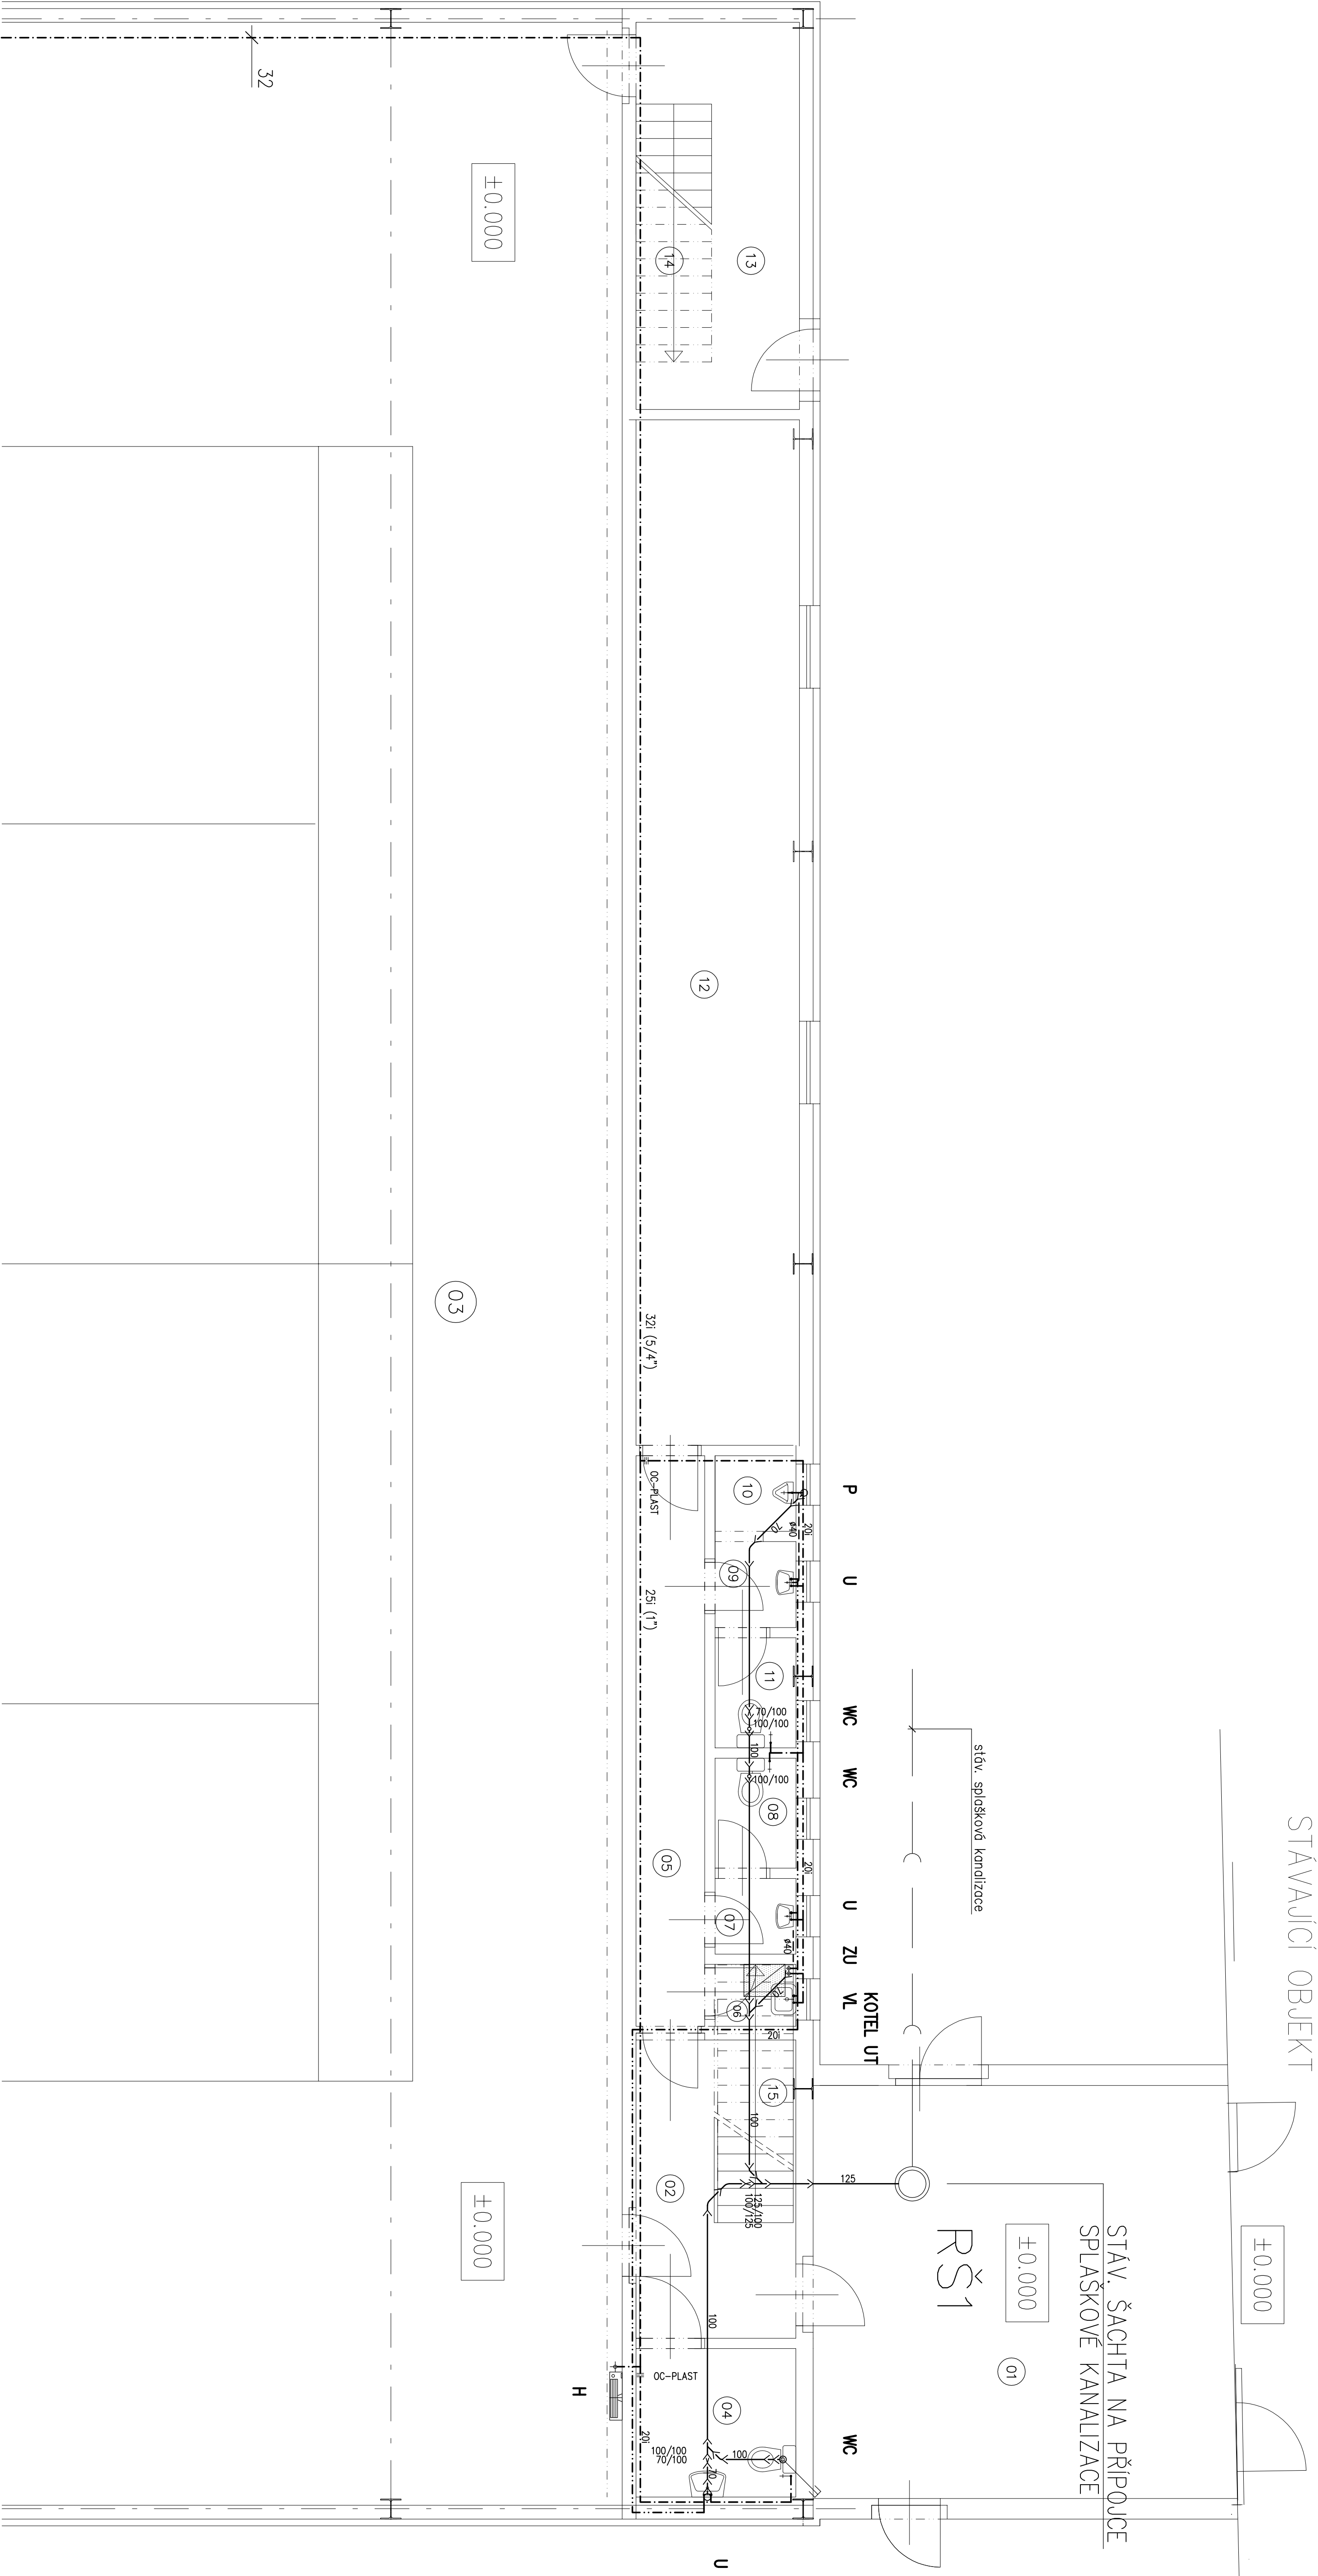 STÁVAJÍCÍ OBJEKT
±0.000
STÁV. ŠACHTA NA PŘÍPOJCE
SPLAŠKOVÉ KANALIZACE
±0.000
RŠ1
01
stáv. splašková kanalizace
125
KOTEL UT
P
U
WC
WC
U
ZU
VL
WC
20i
ø40
70
10
09
11
70/100
100/100
100
100/100
08
20i
07
ø40
70
06
20i
15
100
125/100
100/125
13
14
12
32i (5/4")
OC-PLAST
25i (1")
05
02
100
OC-PLAST
04
100
20i
100/100
70/100
70
U
H
32
±0.000
03
±0.000